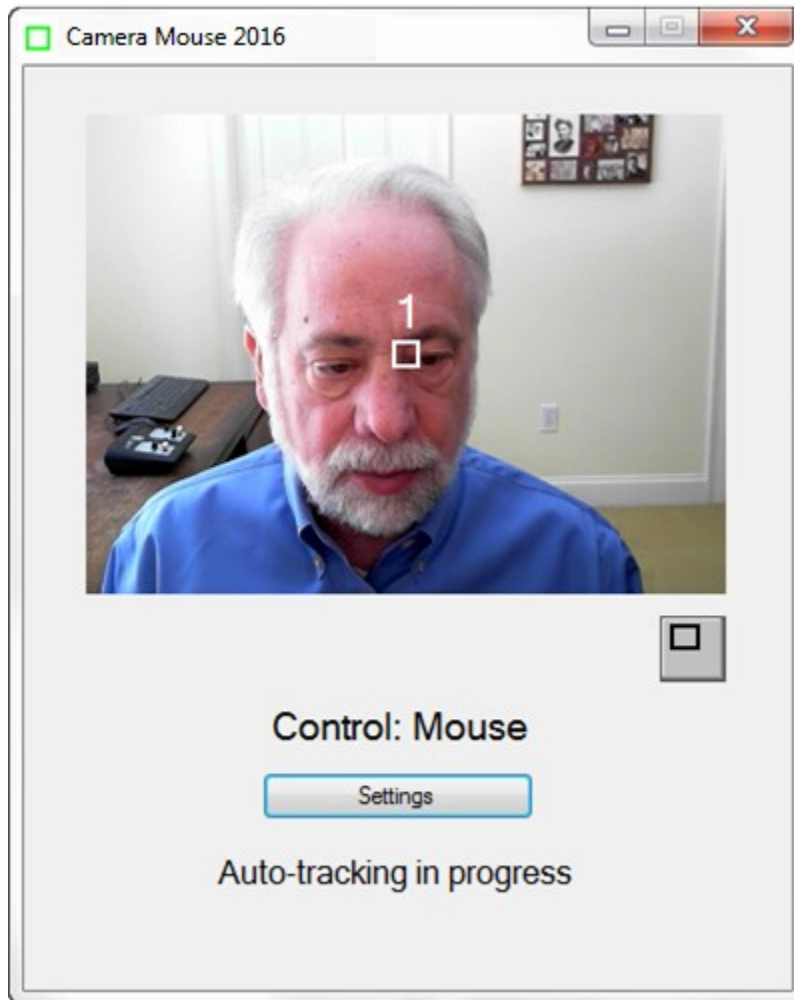 Camera Mouse 2016
1
Control: Mouse
Settings
Auto-tracking in progress